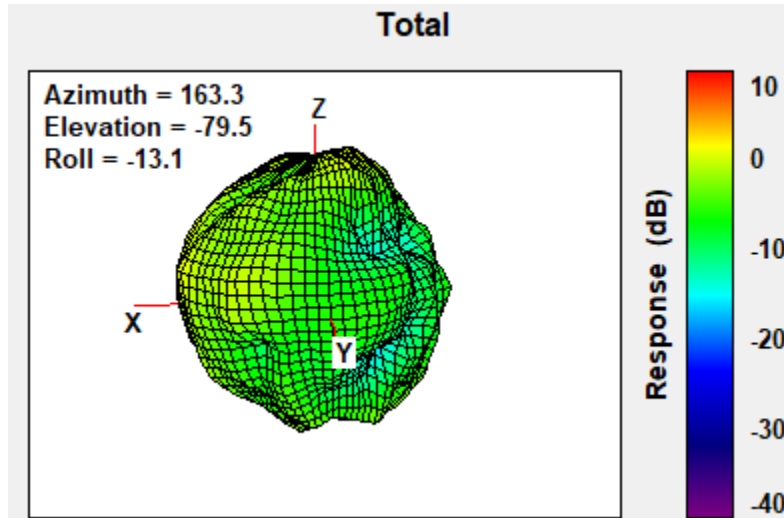 Total
Azimuth = 163.3
Elevation = -79.5
Roll = -13.1
Z
X
Y
10
0
-10
-20
-30
-40
Response (dB)